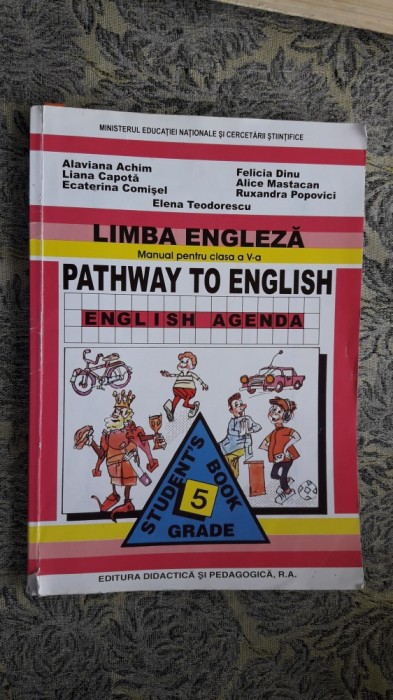 MINISTERUL EDUCAȚIEI NAȚIONALE ȘI CERCETĂRII ȘTIINȚIFICE
Alaviana Achim
Liana Capotă
Ecaterina Comișel
Felicia Dinu
Alice Mastacan
Ruxandra Popovici
Elena Teodorescu
LIMBA ENGLEZĂ
Manual pentru clasa a V-a
PATHWAY TO ENGLISH
ENGLISH AGENDA
STUDENT'S BOOK
5
GRADE
EDITURA DIDACTICĂ ȘI PEDAGOGICĂ, R.A.